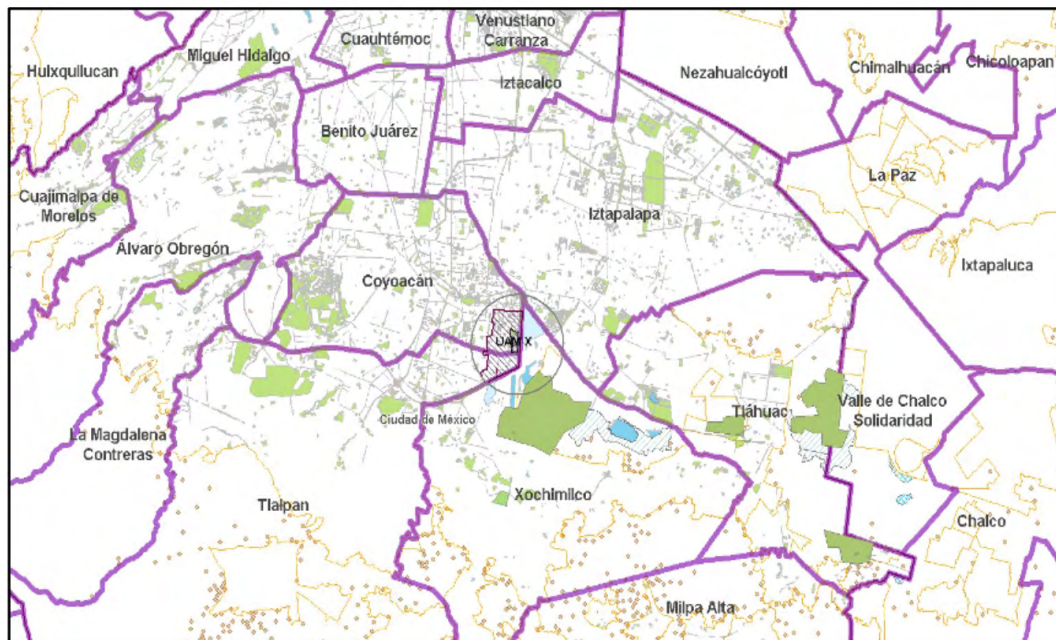 Venustiano
Carranza
Cuauhtémoc
Miguel Hidalgo
Huixquilucan
Nezahualcóyotl
Chimalhuacán
Chicoloapan
Iztacalco
Benito Juárez
La Paz
Cuajimalpa de
Morelos
Iztapalapa
Álvaro Obregón
Ixtapaluca
Coyoacán
UAM X
Tláhuac
Valle de Chalco
Solidaridad
Ciudad de México
La Magdalena
Contreras
Tlalpan
Xochimilco
Chalco
Milpa Alta